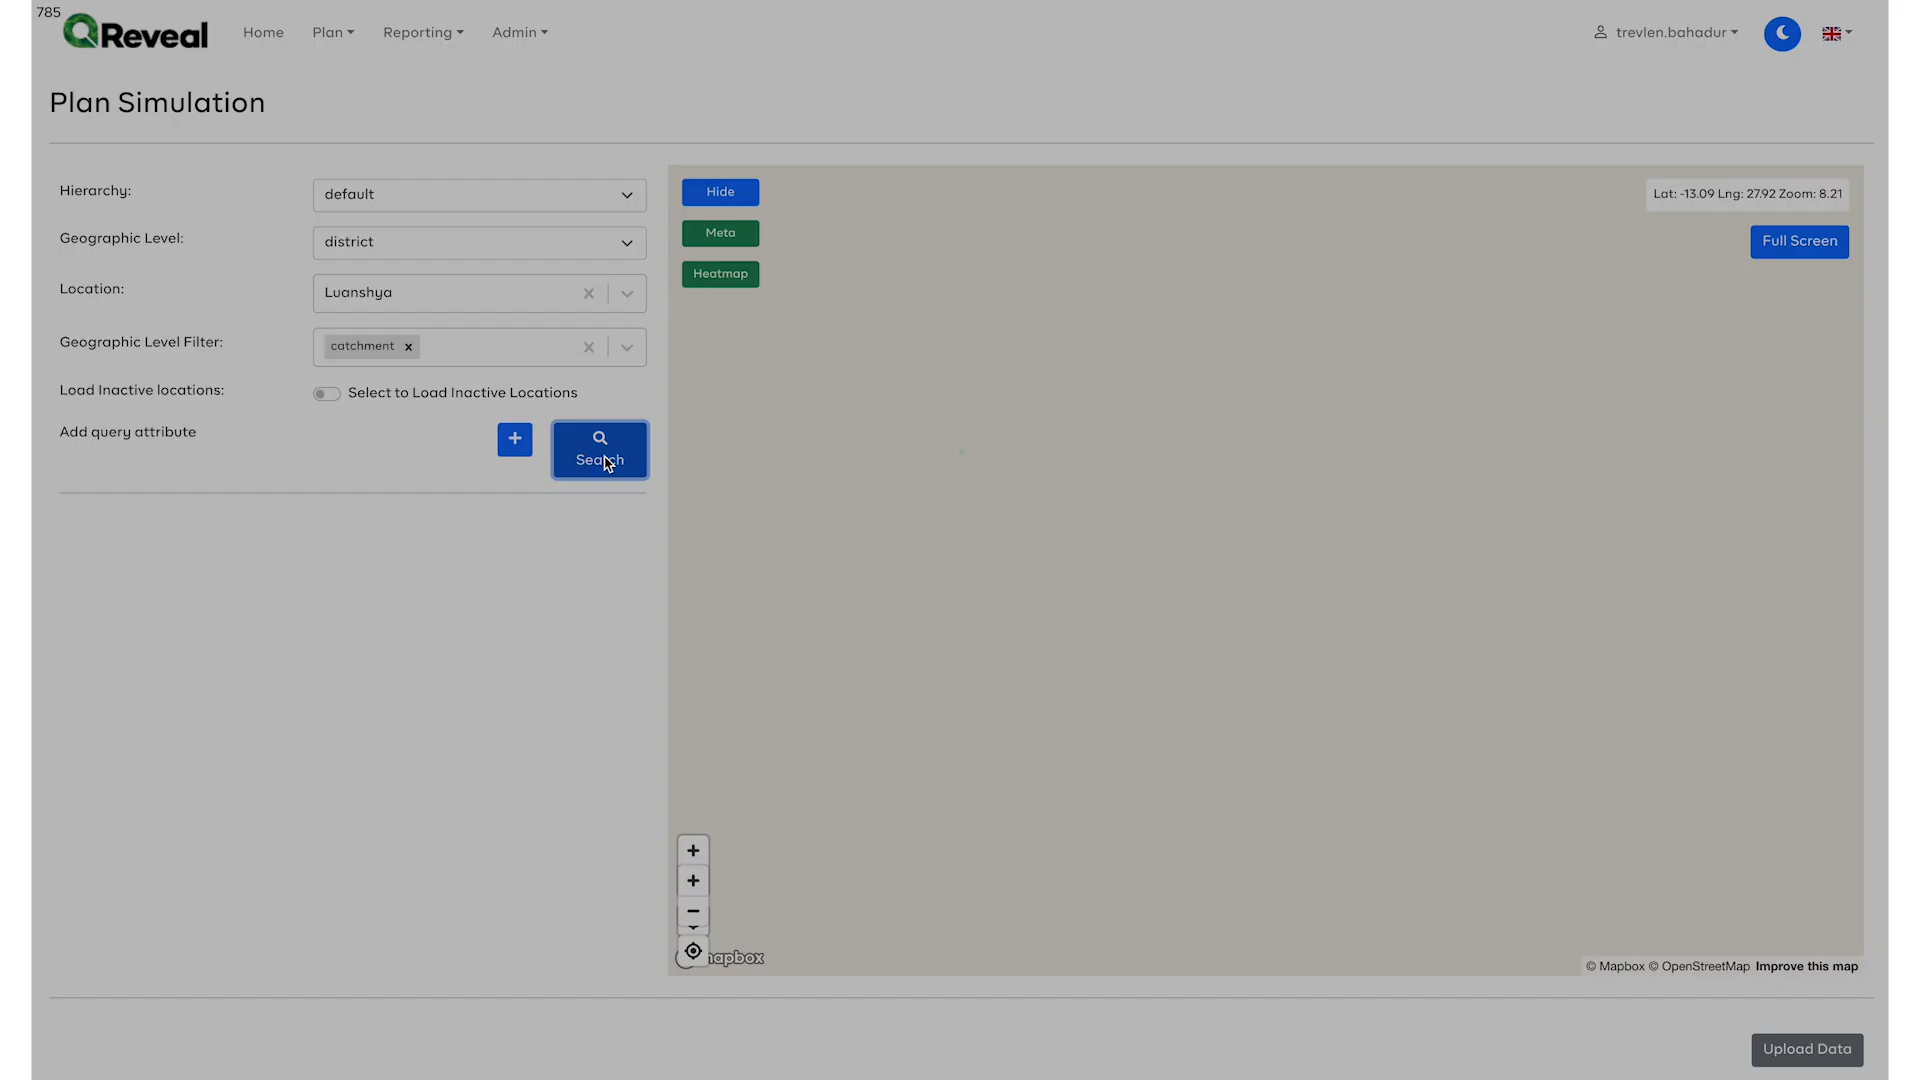 785
Reveal
Home
Plan
Reporting
Admin
trevlen.bahadur
Plan Simulation
Hierarchy:
default
Geographic Level:
district
Location:
Luanshya
Geographic Level Filter:
catchment
Load Inactive locations:
Select to Load Inactive Locations
Add query attribute
Search
Hide
Meta
Heatmap
Lat: -13.09 Lng: 27.92 Zoom: 8.21
Full Screen
mapbox
© Mapbox © OpenStreetMap Improve this map
Upload Data